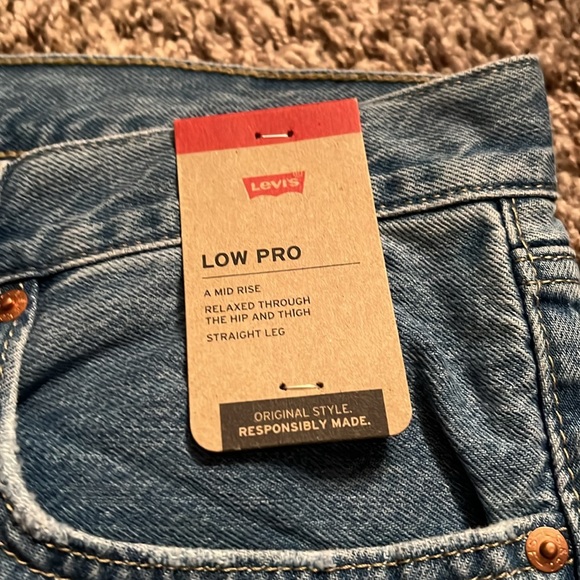 Levi's
LOW PRO
A MID RISE
RELAXED THROUGH
THE HIP AND THIGH
STRAIGHT LEG
ORIGINAL STYLE.
RESPONSIBLY MADE.